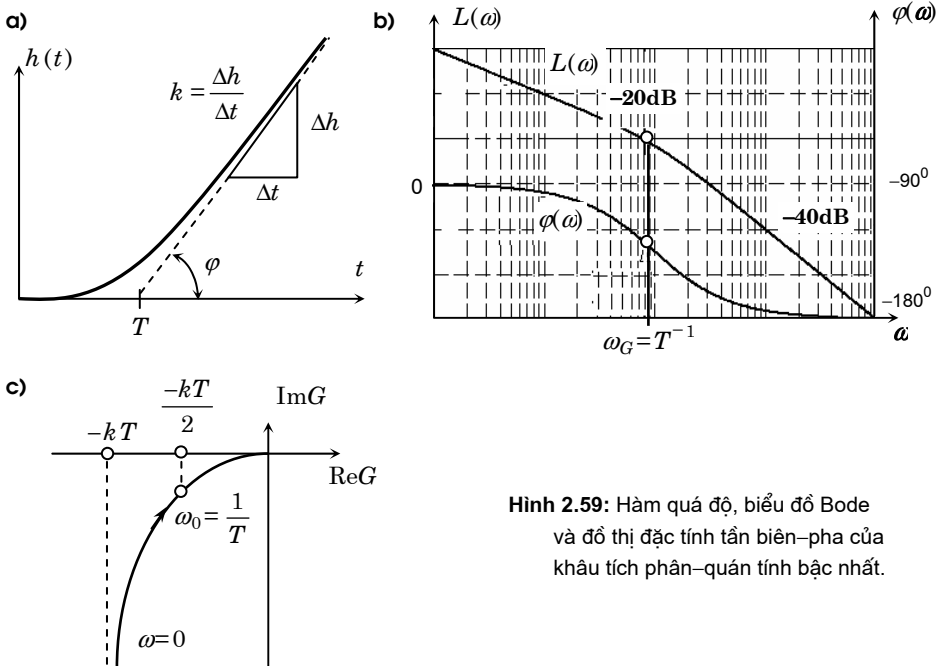 a)
h(t)
k = Δh/Δt
Δh
Δt
φ
t
T
b)
L(ω)
φ(ω)
L(ω)
–20dB
0
–90⁰
φ(ω)
–40dB
–180⁰
ω
ω_G = T⁻¹
c)
–kT/2
ImG
–kT
ReG
ω₀ = 1/T
ω=0
Hình 2.59: Hàm quá độ, biểu đồ Bode
và đồ thị đặc tính tần biên–pha của
khâu tích phân–quán tính bậc nhất.